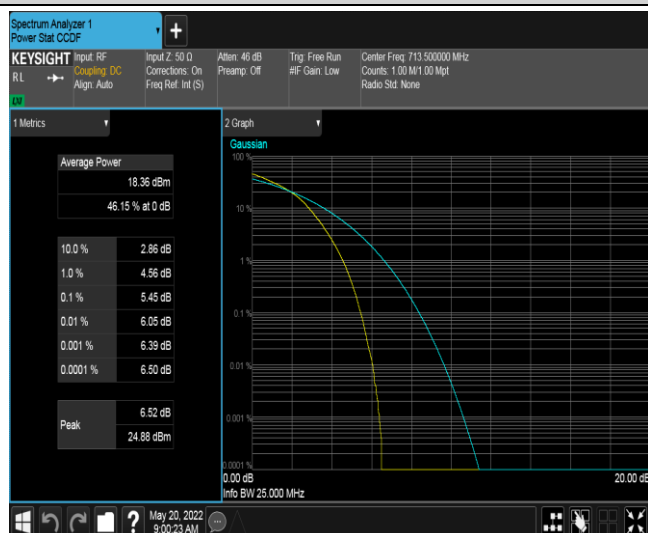 Spectrum Analyzer 1
Power Stat CCDF
+
KEYSIGHT
RL
Input: RF
Coupling: DC
Align: Auto
Input Z: 50 Ω
Corrections: On
Freq Ref: Int (S)
Atten: 46 dB
Preamp: Off
Trig: Free Run
#IF Gain: Low
Center Freq: 713.500000 MHz
Counts: 1.00 M/1.00 Mpt
Radio Std: None
1 Metrics
Average Power
18.36 dBm
46.15 % at 0 dB
10.0 % 2.86 dB
1.0 % 4.56 dB
0.1 % 5.45 dB
0.01 % 6.05 dB
0.001 % 6.39 dB
0.0001 % 6.50 dB
Peak
6.52 dB
24.88 dBm
2 Graph
Gaussian
100 %
10 %
1 %
0.1 %
0.01 %
0.001 %
0.0001 %
0.00 dB
20.00 dB
Info BW 25.000 MHz
?
May 20, 2022
9:00:23 AM